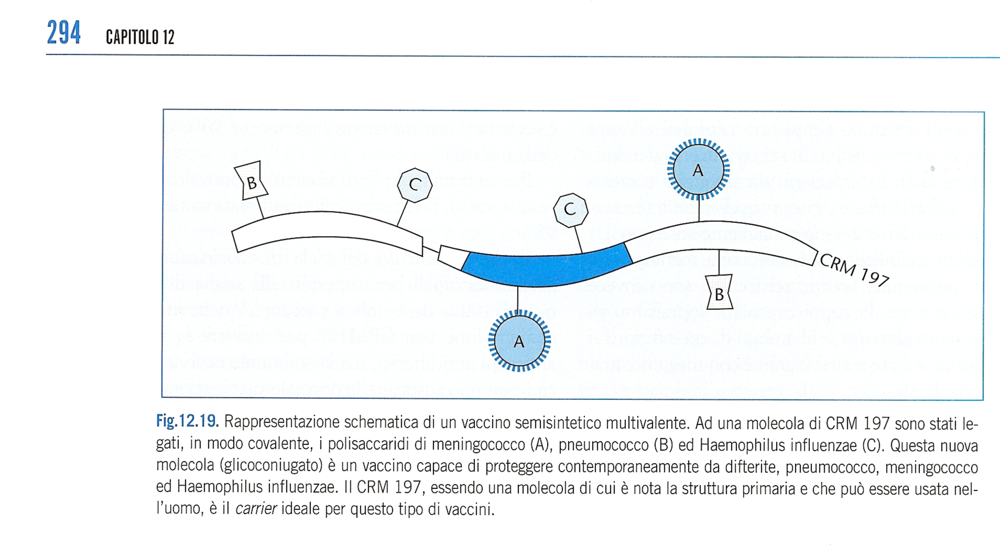 294 CAPITOLO 12
B
C
A
C
CRM 197
B
A
Fig.12.19. Rappresentazione schematica di un vaccino semisintetico multivalente. Ad una molecola di CRM 197 sono stati le-
gati, in modo covalente, i polisaccaridi di meningococco (A), pneumococco (B) ed Haemophilus influenzae (C). Questa nuova
molecola (glicoconiugato) è un vaccino capace di proteggere contemporaneamente da difterite, pneumococco, meningococco
ed Haemophilus influenzae. Il CRM 197, essendo una molecola di cui è nota la struttura primaria e che può essere usata nel-
l'uomo, è il carrier ideale per questo tipo di vaccini.